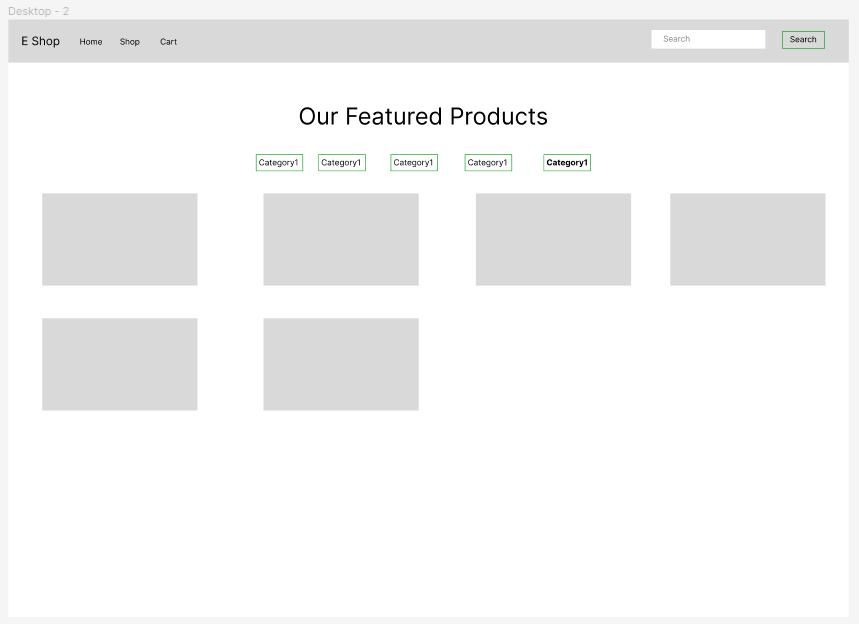 Desktop - 2
E Shop Home Shop Cart Search Search
Our Featured Products
Category1 Category1 Category1 Category1 Category1